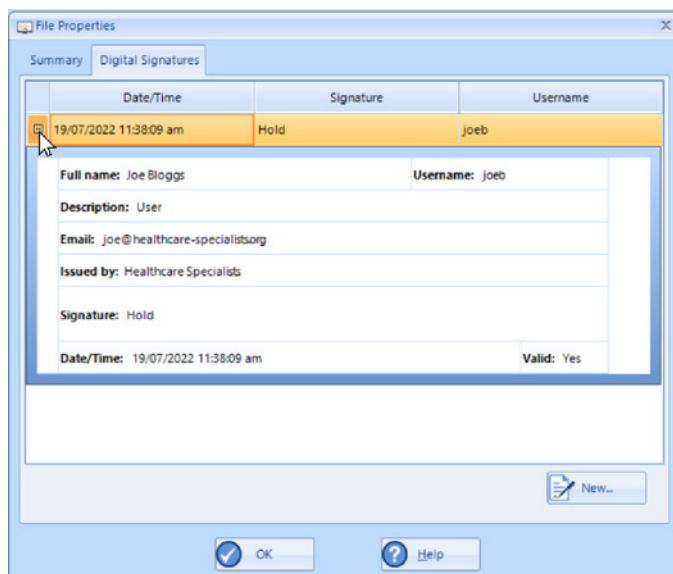 File Properties
Summary Digital Signatures
Date/Time Signature Username
19/07/2022 11:38:09 am Hold joeb
Full name: Joe Bloggs Username: joeb
Description: User
Email: joe@healthcare-specialists.org
Issued by: Healthcare Specialists
Signature: Hold
Date/Time: 19/07/2022 11:38:09 am Valid: Yes
New...
OK Help